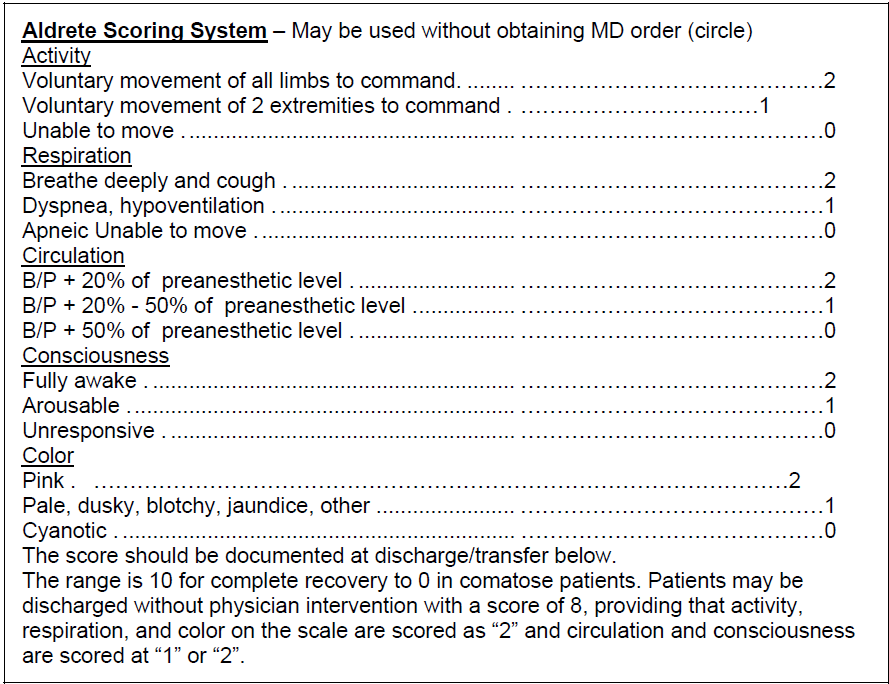 Aldrete Scoring System – May be used without obtaining MD order (circle)
Activity
Voluntary movement of all limbs to command. ........ ……………………………………2
Voluntary movement of 2 extremities to command . ……………………………1
Unable to move . ...................................................... ……………………………………0
Respiration
Breathe deeply and cough . ..................................... ……………………………………2
Dyspnea, hypoventilation . ....................................... ……………………………………1
Apneic Unable to move . .......................................... ……………………………………0
Circulation
B/P + 20% of preanesthetic level . .......................... ……………………………………2
B/P + 20% - 50% of preanesthetic level ................. ……………………………………1
B/P + 50% of preanesthetic level . .......................... ……………………………………0
Consciousness
Fully awake . ............................................................ ……………………………………2
Arousable . ............................................................... ……………………………………1
Unresponsive . ......................................................... ……………………………………0
Color
Pink . ……………………………………………………………………………………2
Pale, dusky, blotchy, jaundice, other ....................... ……………………………………1
Cyanotic . ................................................................. ……………………………………0
The score should be documented at discharge/transfer below.
The range is 10 for complete recovery to 0 in comatose patients. Patients may be
discharged without physician intervention with a score of 8, providing that activity,
respiration, and color on the scale are scored as “2” and circulation and consciousness
are scored at “1” or “2”.